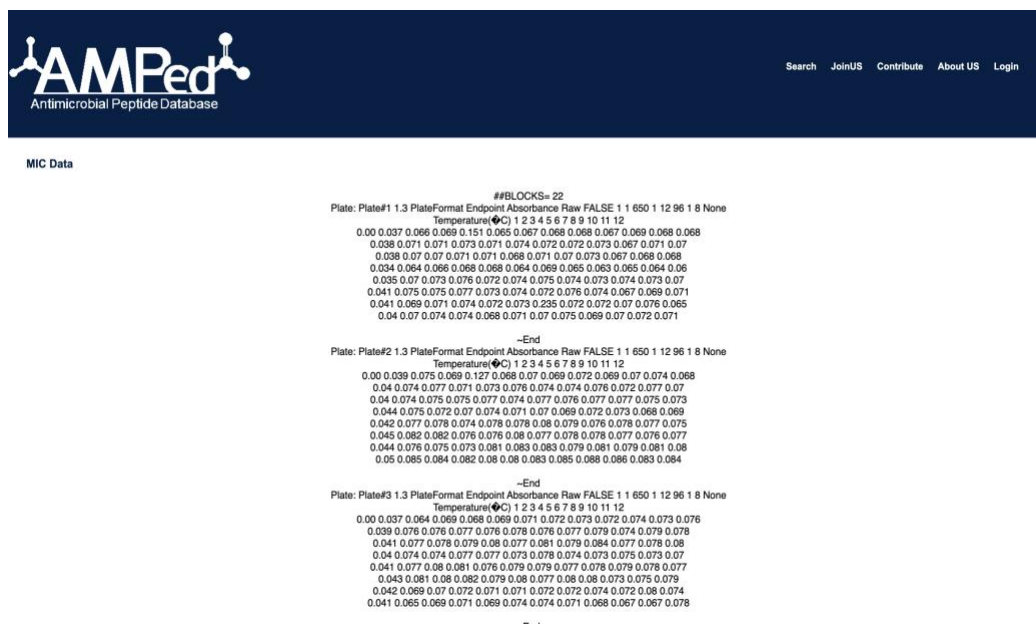 AMPed
Antimicrobial Peptide Database
Search JoinUS Contribute About US Login
MIC Data
##BLOCKS= 22
Plate: Plate#1 1.3 PlateFormat Endpoint Absorbance Raw FALSE 1 1 650 1 12 96 1 8 None
Temperature(�C) 1 2 3 4 5 6 7 8 9 10 11 12
0.00 0.037 0.066 0.069 0.151 0.065 0.067 0.068 0.068 0.067 0.069 0.068 0.068
0.038 0.071 0.071 0.073 0.071 0.074 0.072 0.072 0.073 0.067 0.071 0.07
0.038 0.07 0.07 0.071 0.071 0.068 0.071 0.07 0.073 0.067 0.068 0.068
0.034 0.064 0.066 0.068 0.068 0.064 0.069 0.065 0.063 0.065 0.064 0.06
0.035 0.07 0.073 0.076 0.072 0.074 0.075 0.074 0.073 0.074 0.073 0.07
0.041 0.075 0.075 0.077 0.073 0.074 0.072 0.076 0.074 0.067 0.069 0.071
0.041 0.069 0.071 0.074 0.072 0.073 0.235 0.072 0.072 0.07 0.076 0.065
0.04 0.07 0.074 0.074 0.068 0.071 0.07 0.075 0.069 0.07 0.072 0.071
~End
Plate: Plate#2 1.3 PlateFormat Endpoint Absorbance Raw FALSE 1 1 650 1 12 96 1 8 None
Temperature(�C) 1 2 3 4 5 6 7 8 9 10 11 12
0.00 0.039 0.075 0.069 0.127 0.068 0.07 0.069 0.072 0.069 0.07 0.074 0.068
0.04 0.074 0.077 0.071 0.073 0.076 0.074 0.074 0.076 0.072 0.077 0.07
0.04 0.074 0.075 0.075 0.077 0.074 0.077 0.076 0.077 0.077 0.075 0.073
0.044 0.075 0.072 0.07 0.074 0.071 0.07 0.069 0.072 0.073 0.068 0.069
0.042 0.077 0.078 0.074 0.078 0.078 0.08 0.079 0.076 0.078 0.077 0.075
0.045 0.082 0.082 0.076 0.076 0.08 0.077 0.078 0.078 0.077 0.076 0.077
0.044 0.076 0.075 0.073 0.081 0.083 0.083 0.079 0.081 0.079 0.081 0.08
0.05 0.085 0.084 0.082 0.08 0.08 0.083 0.085 0.088 0.086 0.083 0.084
~End
Plate: Plate#3 1.3 PlateFormat Endpoint Absorbance Raw FALSE 1 1 650 1 12 96 1 8 None
Temperature(�C) 1 2 3 4 5 6 7 8 9 10 11 12
0.00 0.037 0.064 0.069 0.068 0.069 0.071 0.072 0.073 0.072 0.074 0.073 0.076
0.039 0.076 0.076 0.077 0.076 0.078 0.076 0.077 0.079 0.074 0.079 0.078
0.041 0.077 0.078 0.079 0.08 0.077 0.081 0.079 0.084 0.077 0.078 0.08
0.04 0.074 0.074 0.077 0.077 0.073 0.078 0.074 0.073 0.075 0.073 0.07
0.041 0.077 0.08 0.081 0.076 0.079 0.079 0.077 0.078 0.079 0.078 0.077
0.043 0.081 0.08 0.082 0.079 0.08 0.077 0.08 0.08 0.073 0.075 0.079
0.042 0.069 0.07 0.072 0.071 0.071 0.072 0.072 0.074 0.072 0.08 0.074
0.041 0.065 0.069 0.071 0.069 0.074 0.074 0.071 0.068 0.067 0.067 0.078